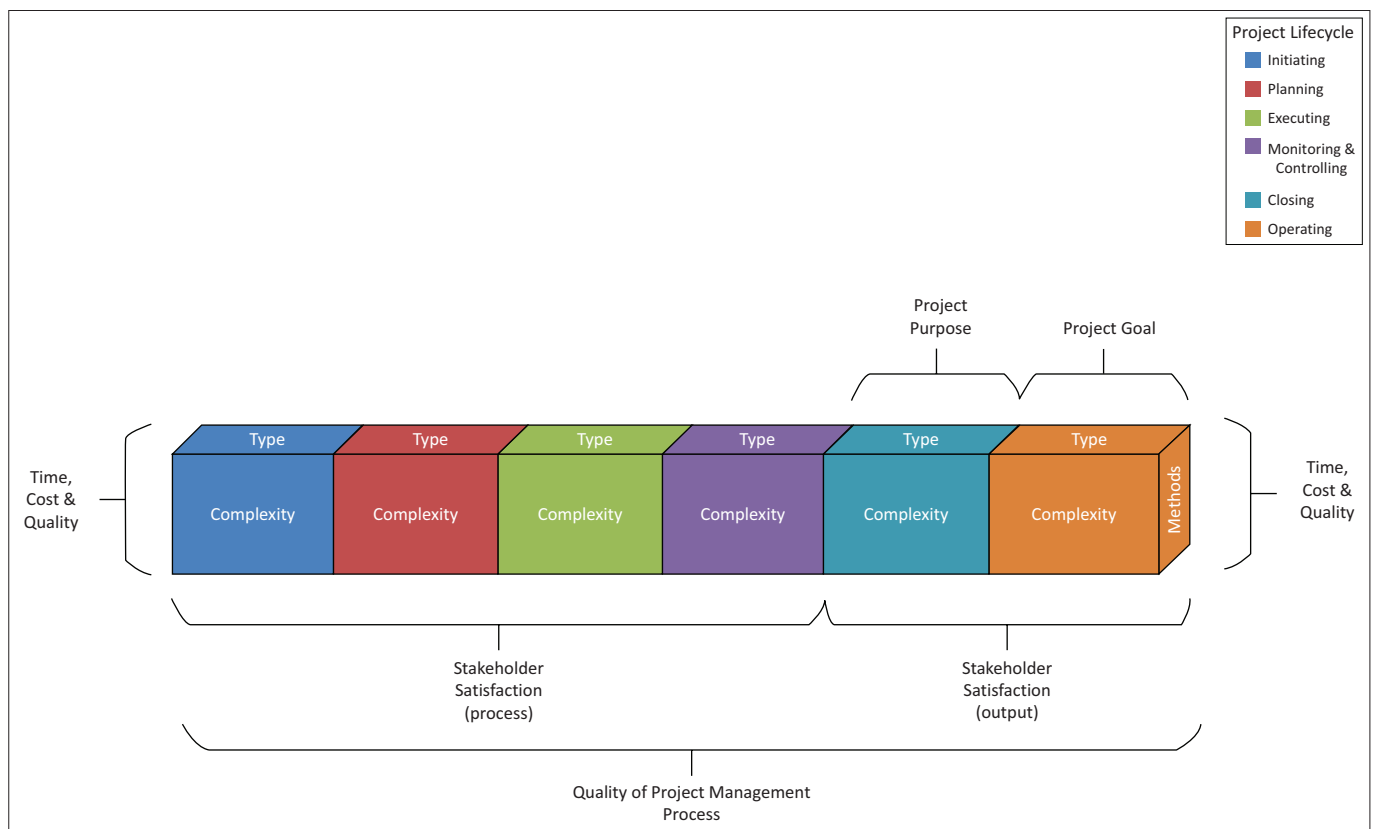 Project Lifecycle
Initiating
Planning
Executing
Monitoring &
Controlling
Closing
Operating
Project
Purpose
Project Goal
Type
Type
Type
Type
Type
Type
Time,
Cost &
Quality
Complexity
Complexity
Complexity
Complexity
Complexity
Complexity
Methods
Time,
Cost &
Quality
Stakeholder
Satisfaction
(process)
Stakeholder
Satisfaction
(output)
Quality of Project Management
Process